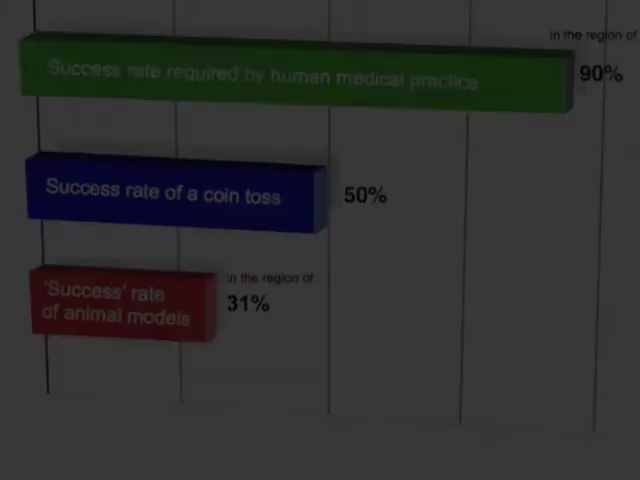 in the region of
Success rate required by human medical practice
90%
Success rate of a coin toss
50%
'Success' rate
of animal models
in the region of
31%